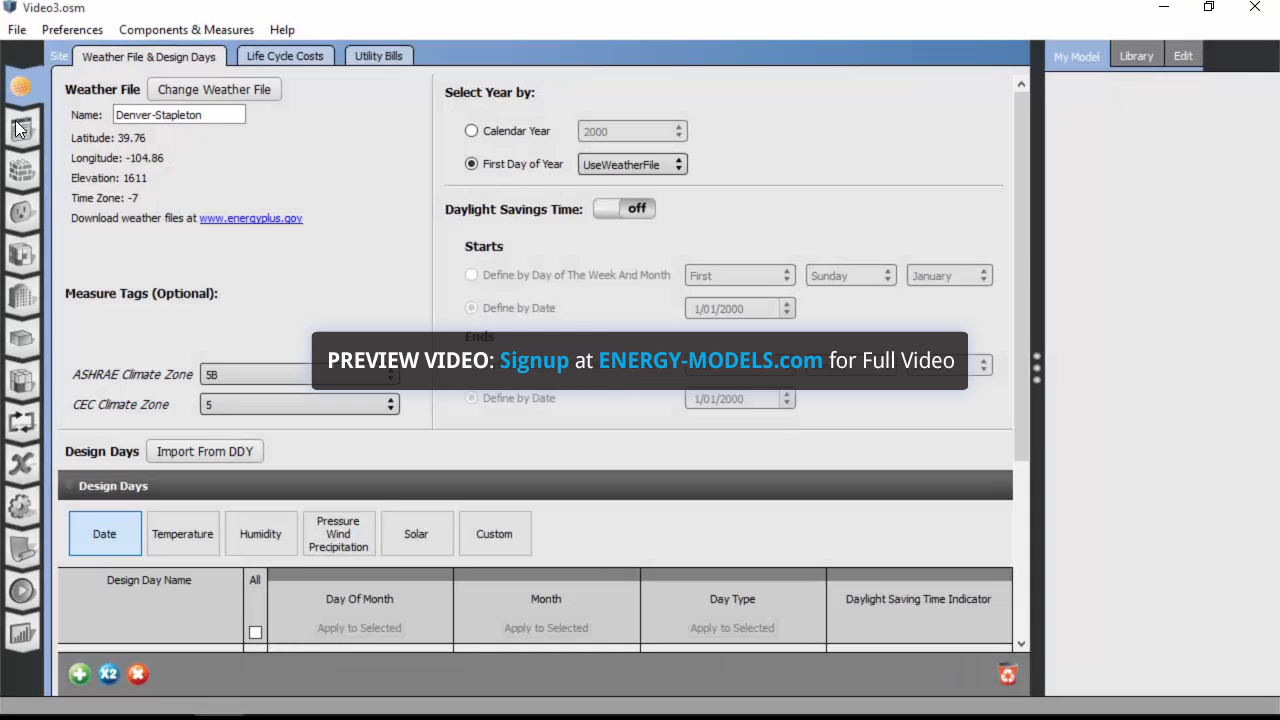 Video3.osm
File Preferences Components & Measures Help
Site Weather File & Design Days Life Cycle Costs Utility Bills My Model Library Edit
Weather File Change Weather File
Name: Denver-Stapleton
Latitude: 39.76
Longitude: -104.86
Elevation: 1611
Time Zone: -7
Download weather files at www.energyplus.gov
Measure Tags (Optional):
ASHRAE Climate Zone 5B
CEC Climate Zone 5
Select Year by:
Calendar Year 2000
First Day of Year UseWeatherFile
Daylight Savings Time: off
Starts
Define by Day of The Week And Month First Sunday January
Define by Date 1/01/2000
Ends
PREVIEW VIDEO: Signup at ENERGY-MODELS.com for Full Video
Define by Date 1/01/2000
Design Days Import From DDY
Design Days
Date Temperature Humidity Pressure Wind Precipitation Solar Custom
Design Day Name All Day Of Month Month Day Type Daylight Saving Time Indicator
Apply to Selected Apply to Selected Apply to Selected
X2